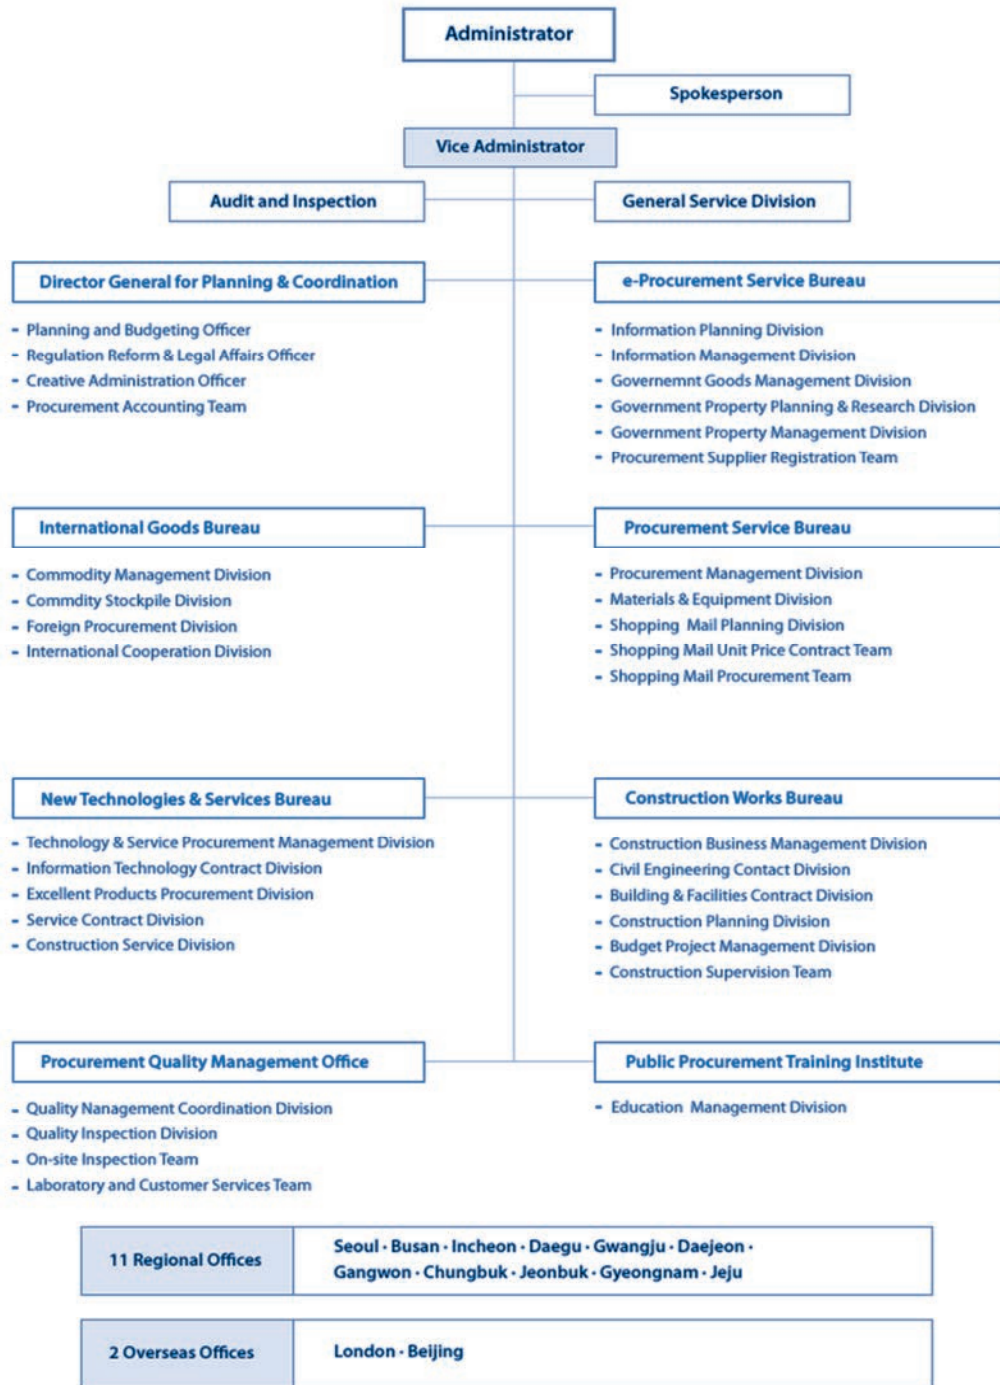 Administrator
Spokesperson
Vice Administrator
Audit and Inspection
General Service Division
Director General for Planning & Coordination
- Planning and Budgeting Officer
- Regulation Reform & Legal Affairs Officer
- Creative Administration Officer
- Procurement Accounting Team
e-Procurement Service Bureau
- Information Planning Division
- Information Management Division
- Governemnt Goods Management Division
- Government Property Planning & Research Division
- Government Property Management Division
- Procurement Supplier Registration Team
International Goods Bureau
- Commodity Management Division
- Commdity Stockpile Division
- Foreign Procurement Division
- International Cooperation Division
Procurement Service Bureau
- Procurement Management Division
- Materials & Equipment Division
- Shopping Mail Planning Division
- Shopping Mail Unit Price Contract Team
- Shopping Mail Procurement Team
New Technologies & Services Bureau
- Technology & Service Procurement Management Division
- Information Technology Contract Division
- Excellent Products Procurement Division
- Service Contract Division
- Construction Service Division
Construction Works Bureau
- Construction Business Management Division
- Civil Engineering Contact Division
- Building & Facilities Contract Division
- Construction Planning Division
- Budget Project Management Division
- Construction Supervision Team
Procurement Quality Management Office
- Quality Nanagement Coordination Division
- Quality Inspection Division
- On-site Inspection Team
- Laboratory and Customer Services Team
Public Procurement Training Institute
- Education Management Division
11 Regional Offices
Seoul · Busan · Incheon · Daegu · Gwangju · Daejeon ·
Gangwon · Chungbuk · Jeonbuk · Gyeongnam · Jeju
2 Overseas Offices
London · Beijing